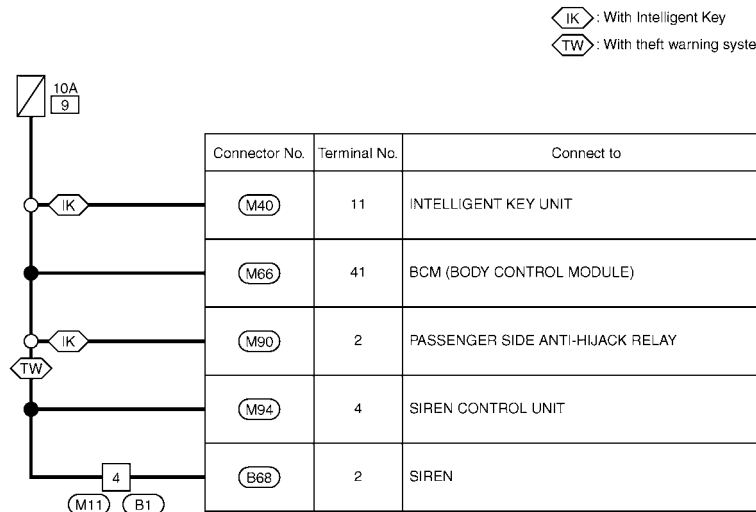 IK : With Intelligent Key
TW : With theft warning syste
10A
9
Connector No. Terminal No. Connect to
IK M40 11 INTELLIGENT KEY UNIT
M66 41 BCM (BODY CONTROL MODULE)
IK M90 2 PASSENGER SIDE ANTI-HIJACK RELAY
TW
M94 4 SIREN CONTROL UNIT
4 B68 2 SIREN
M11 B1